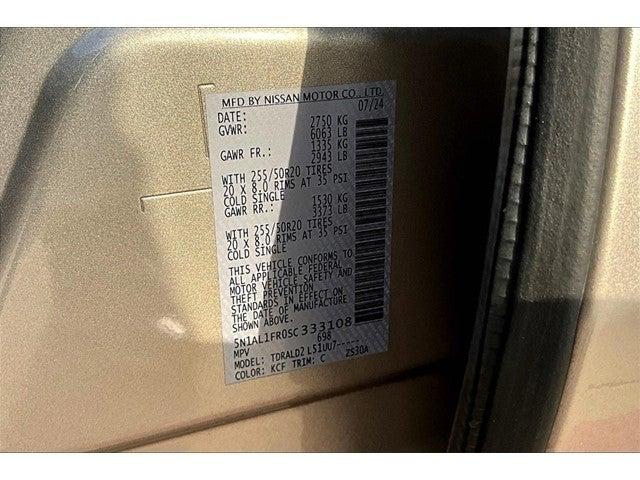 MFD BY NISSAN MOTOR CO., LTD.
DATE: 07/24
GVWR: 2750 KG
6063 LB
GAWR FR.: 1335 KG
2943 LB
WITH 255/50R20 TIRES
20 X 8.0 RIMS AT 35 PSI
COLD SINGLE
GAWR RR.: 1530 KG
3373 LB
WITH 255/50R20 TIRES
20 X 8.0 RIMS AT 35 PSI
COLD SINGLE
THIS VEHICLE CONFORMS TO
ALL APPLICABLE FEDERAL
MOTOR VEHICLE SAFETY AND
THEFT PREVENTION
STANDARDS IN EFFECT ON
THE DATE OF MANUFACTURE
SHOWN ABOVE.
5N1AL1FR0SC333108
MPV 698
MODEL: TDRALD2 L51UU7-----
COLOR: KCF TRIM: C ZS30A